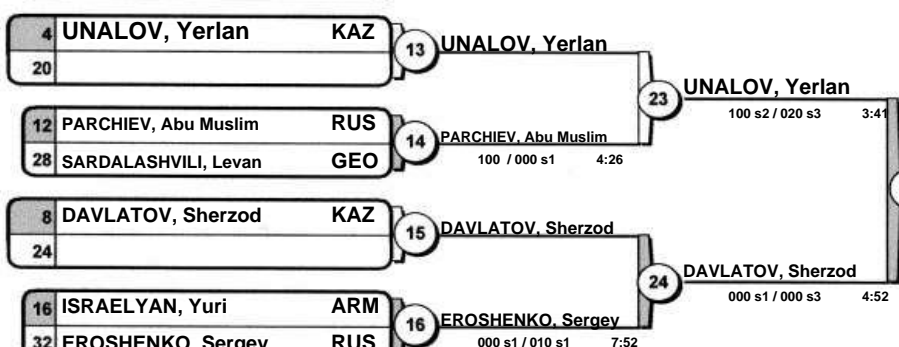 4 UNALOV, Yerlan KAZ
20
13 UNALOV, Yerlan
12 PARCHIEV, Abu Muslim RUS
28 SARDALASHVILI, Levan GEO
14 PARCHIEV, Abu Muslim
100 / 000 s1 4:26
23 UNALOV, Yerlan
100 s2 / 020 s3 3:41
8 DAVLATOV, Sherzod KAZ
24
15 DAVLATOV, Sherzod
16 ISRAELYAN, Yuri ARM
32 EROSHENKO, Sergey RUS
16 EROSHENKO, Sergey
000 s1 / 010 s1 7:52
24 DAVLATOV, Sherzod
000 s1 / 000 s3 4:52